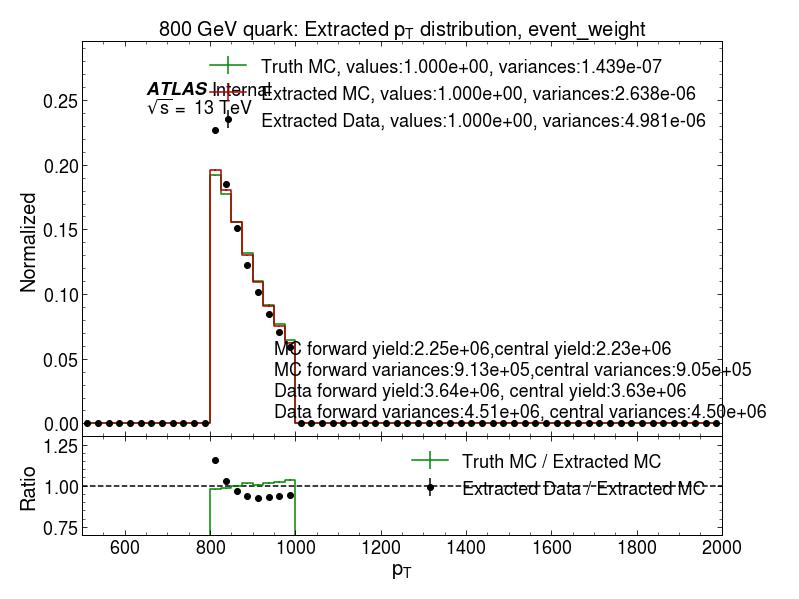 800 GeV quark: Extracted pT distribution, event_weight
Truth MC, values:1.000e+00, variances:1.439e-07
ATLAS Internal
Extracted MC, values:1.000e+00, variances:2.638e-06
√s = 13 TeV
Extracted Data, values:1.000e+00, variances:4.981e-06
Normalized
0.25
0.20
0.15
0.10
0.05
0.00
MC forward yield:2.25e+06,central yield:2.23e+06
MC forward variances:9.13e+05,central variances:9.05e+05
Data forward yield:3.64e+06, central yield:3.63e+06
Data forward variances:4.51e+06, central variances:4.50e+06
Ratio
1.25
1.00
0.75
Truth MC / Extracted MC
Extracted Data / Extracted MC
600 800 1000 1200 1400 1600 1800 2000
pT